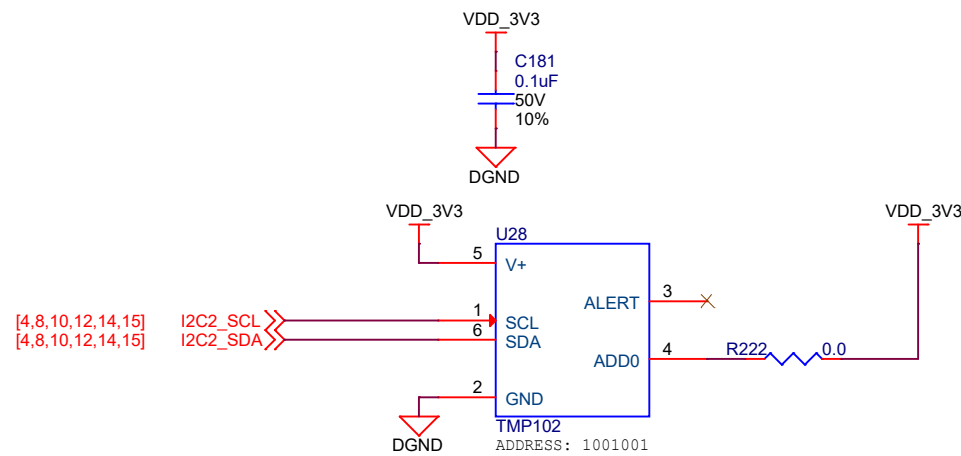 VDD_3V3
C181
0.1uF
50V
10%
DGND
VDD_3V3
VDD_3V3
U28
5
V+
ALERT
3
[4,8,10,12,14,15]
I2C2_SCL
1
SCL
[4,8,10,12,14,15]
I2C2_SDA
6
SDA
ADD0
4
R222
0.0
2
GND
DGND
TMP102
ADDRESS: 1001001